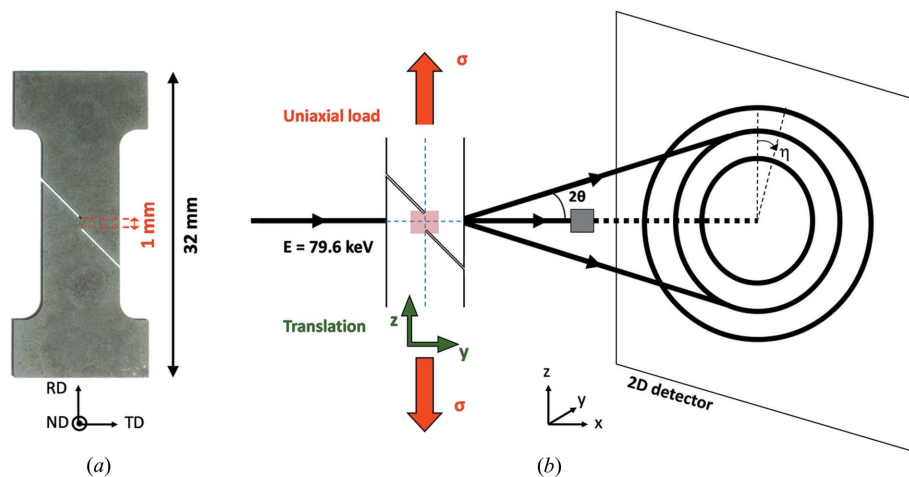 1 mm
32 mm
RD
ND
TD
(a)
σ
Uniaxial load
E = 79.6 keV
2θ
η
Translation
z
y
σ
z
y
x
2D detector
(b)